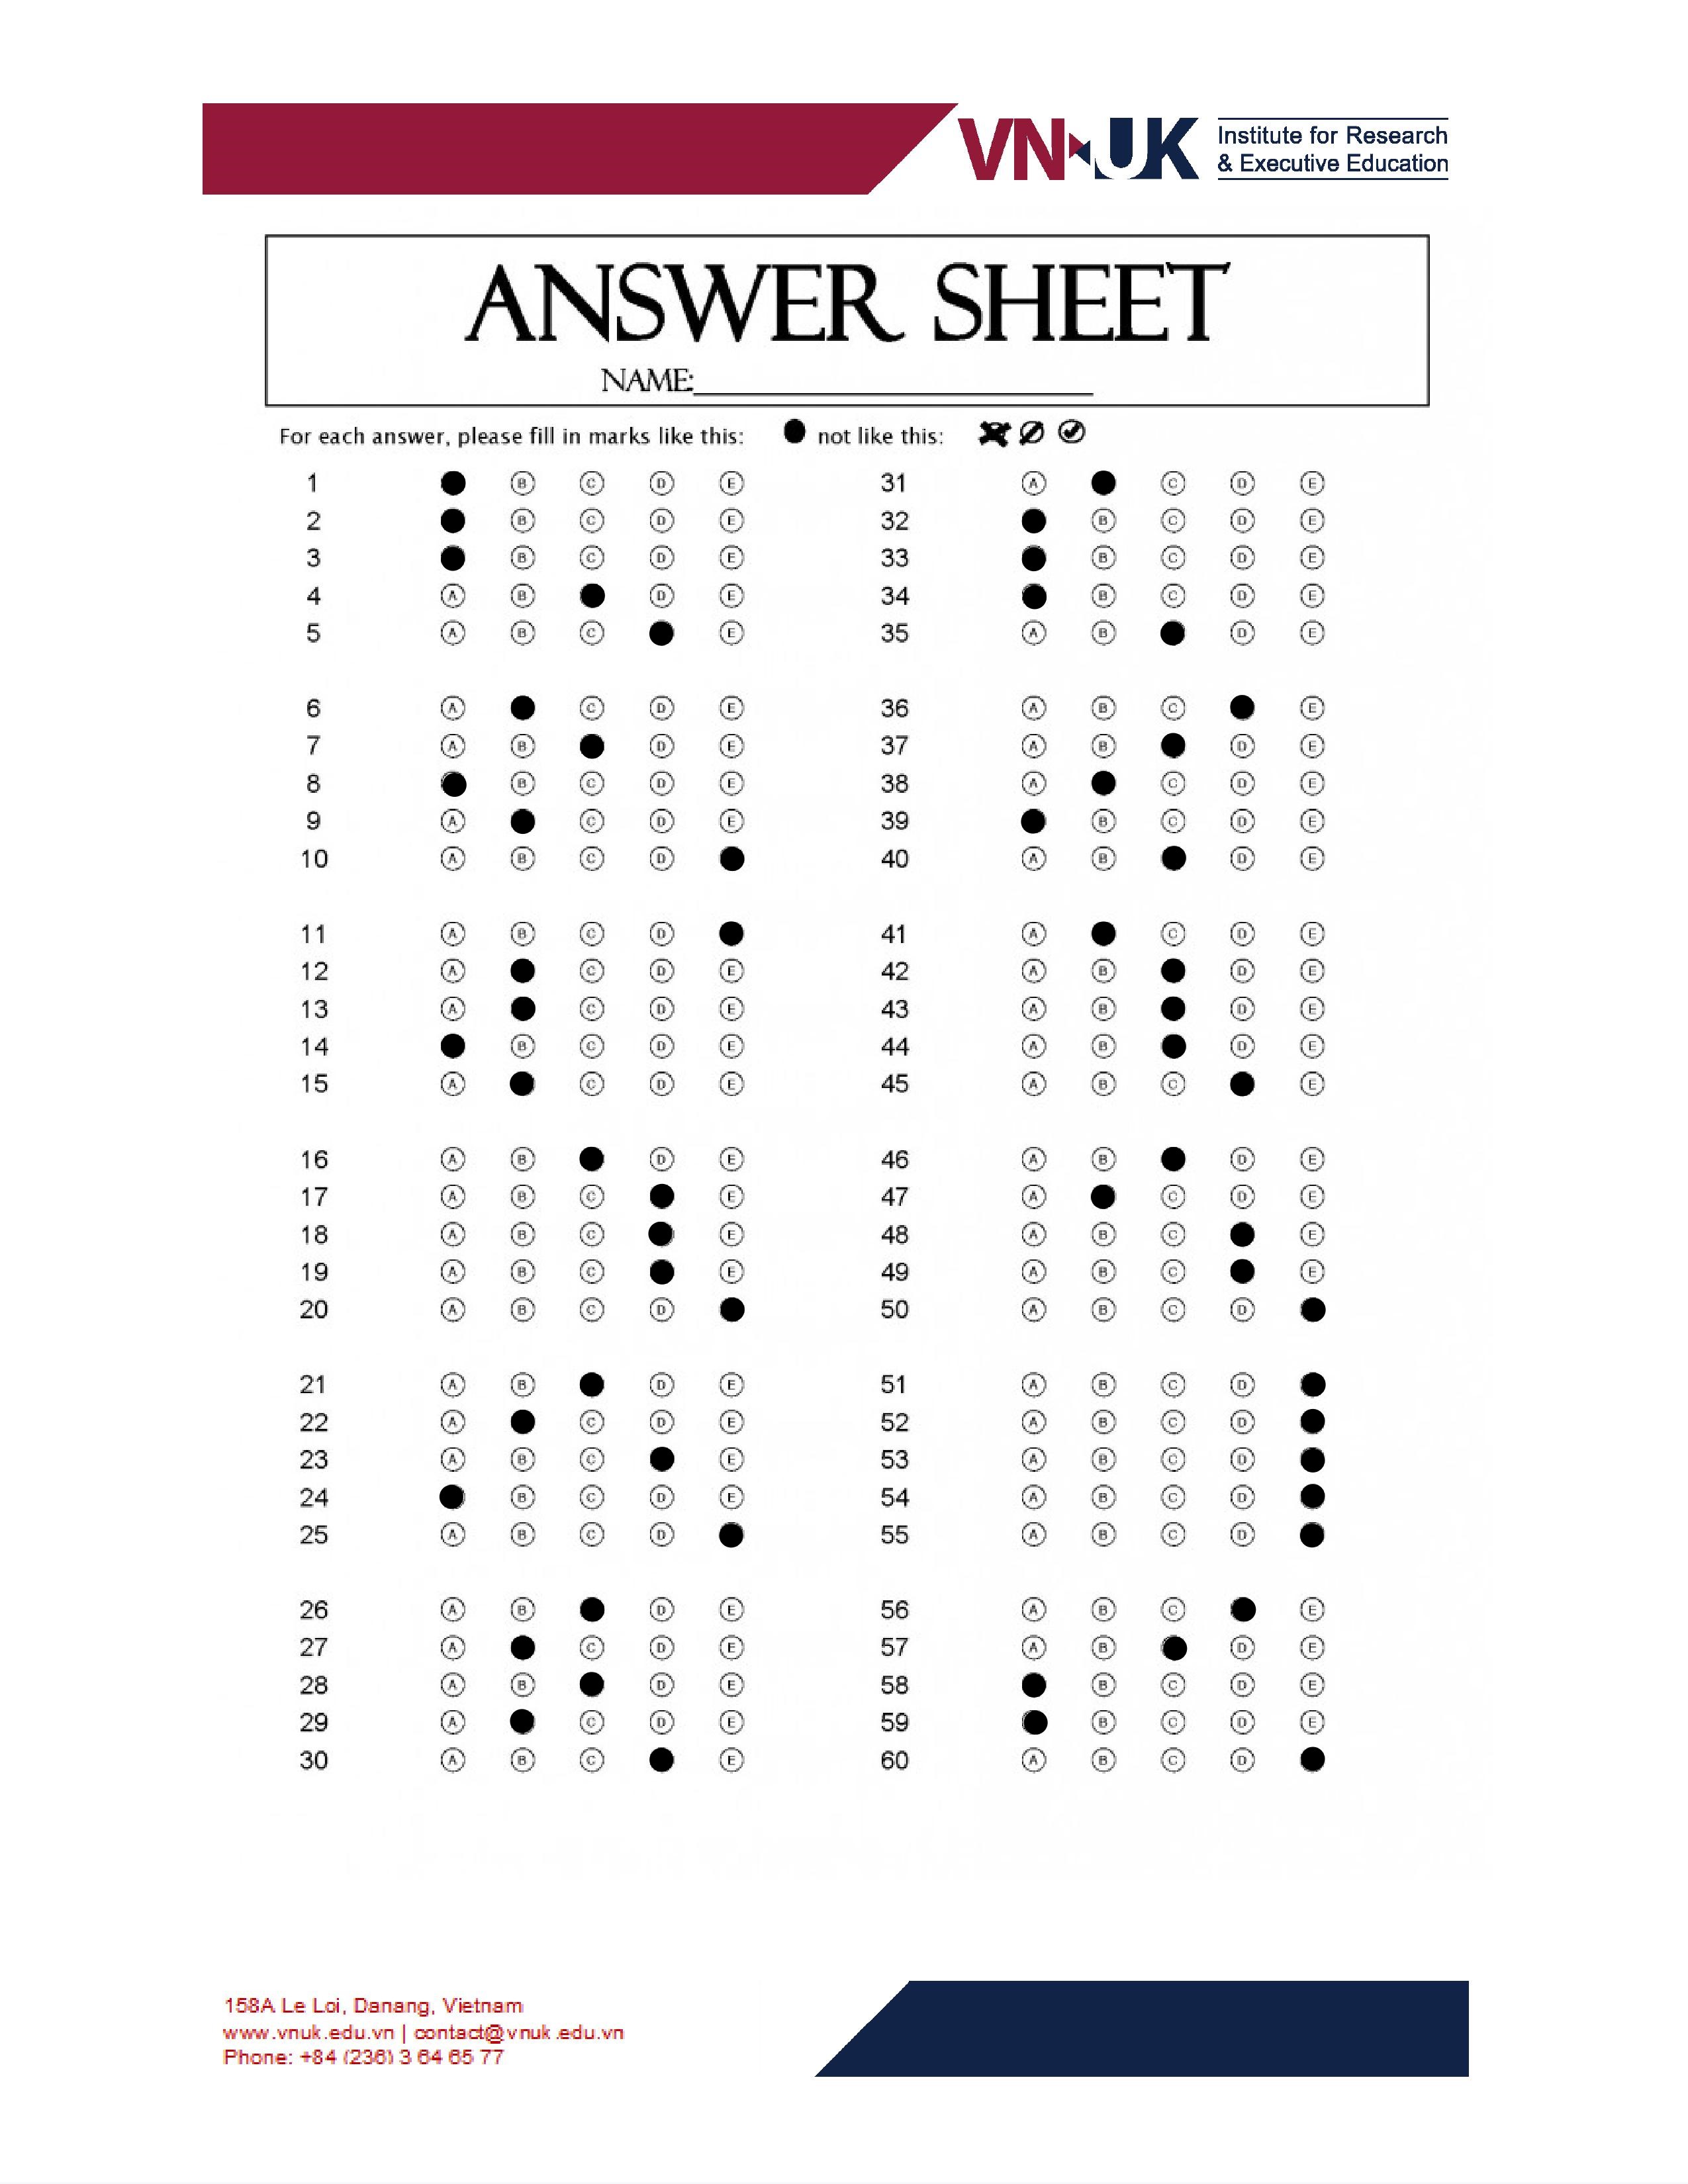 VN UK Institute for Research
& Executive Education
ANSWER SHEET
NAME:
For each answer, please fill in marks like this: not like this:
1 B C D E 31 A C D E
2 B C D E 32 B C D E
3 B C D E 33 B C D E
4 A B D E 34 B C D E
5 A B C E 35 A B D E
6 A C D E 36 A B C E
7 A B D E 37 A B D E
8 B C D E 38 A C D E
9 A C D E 39 B C D E
10 A B C D 40 A B D E
11 A B C D 41 A C D E
12 A C D E 42 A B D E
13 A C D E 43 A B D E
14 B C D E 44 A B D E
15 A C D E 45 A B C E
16 A B D E 46 A B D E
17 A B C E 47 A C D E
18 A B C E 48 A B C E
19 A B C E 49 A B C E
20 A B C D 50 A B C D
21 A B D E 51 A B C D
22 A C D E 52 A B C D
23 A B C E 53 A B C D
24 B C D E 54 A B C D
25 A B C D 55 A B C D
26 A B D E 56 A B C E
27 A C D E 57 A B D E
28 A B D E 58 B C D E
29 A C D E 59 B C D E
30 A B C E 60 A B C D
158A Le Loi, Danang, Vietnam
www.vnuk.edu.vn | contact@vnuk.edu.vn
Phone: +84 (236) 3 64 65 77